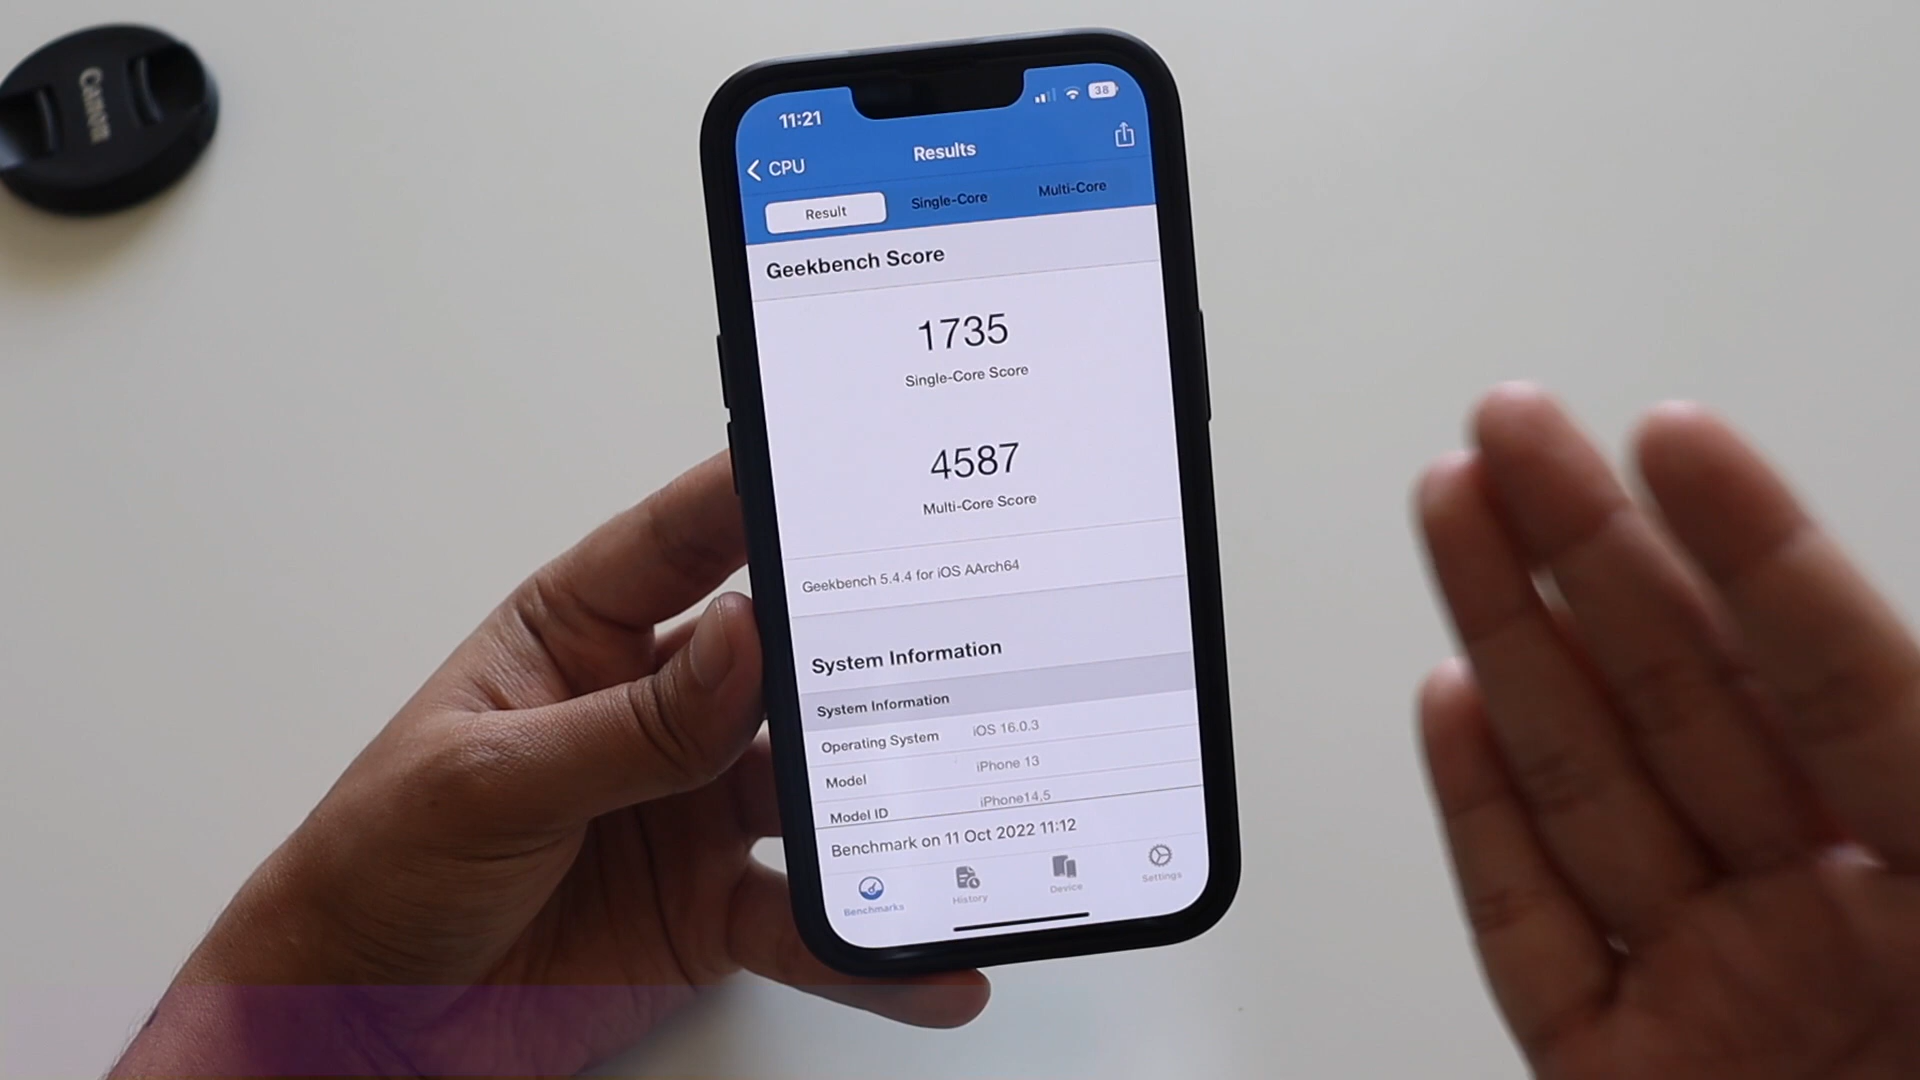 Canon
11:21
38
CPU
Results
Result
Single-Core
Multi-Core
Geekbench Score
1735
Single-Core Score
4587
Multi-Core Score
Geekbench 5.4.4 for iOS AArch64
System Information
System Information
Operating System iOS 16.0.3
Model iPhone 13
Model ID iPhone14,5
Benchmark on 11 Oct 2022 11:12
Benchmarks
History
Device
Settings